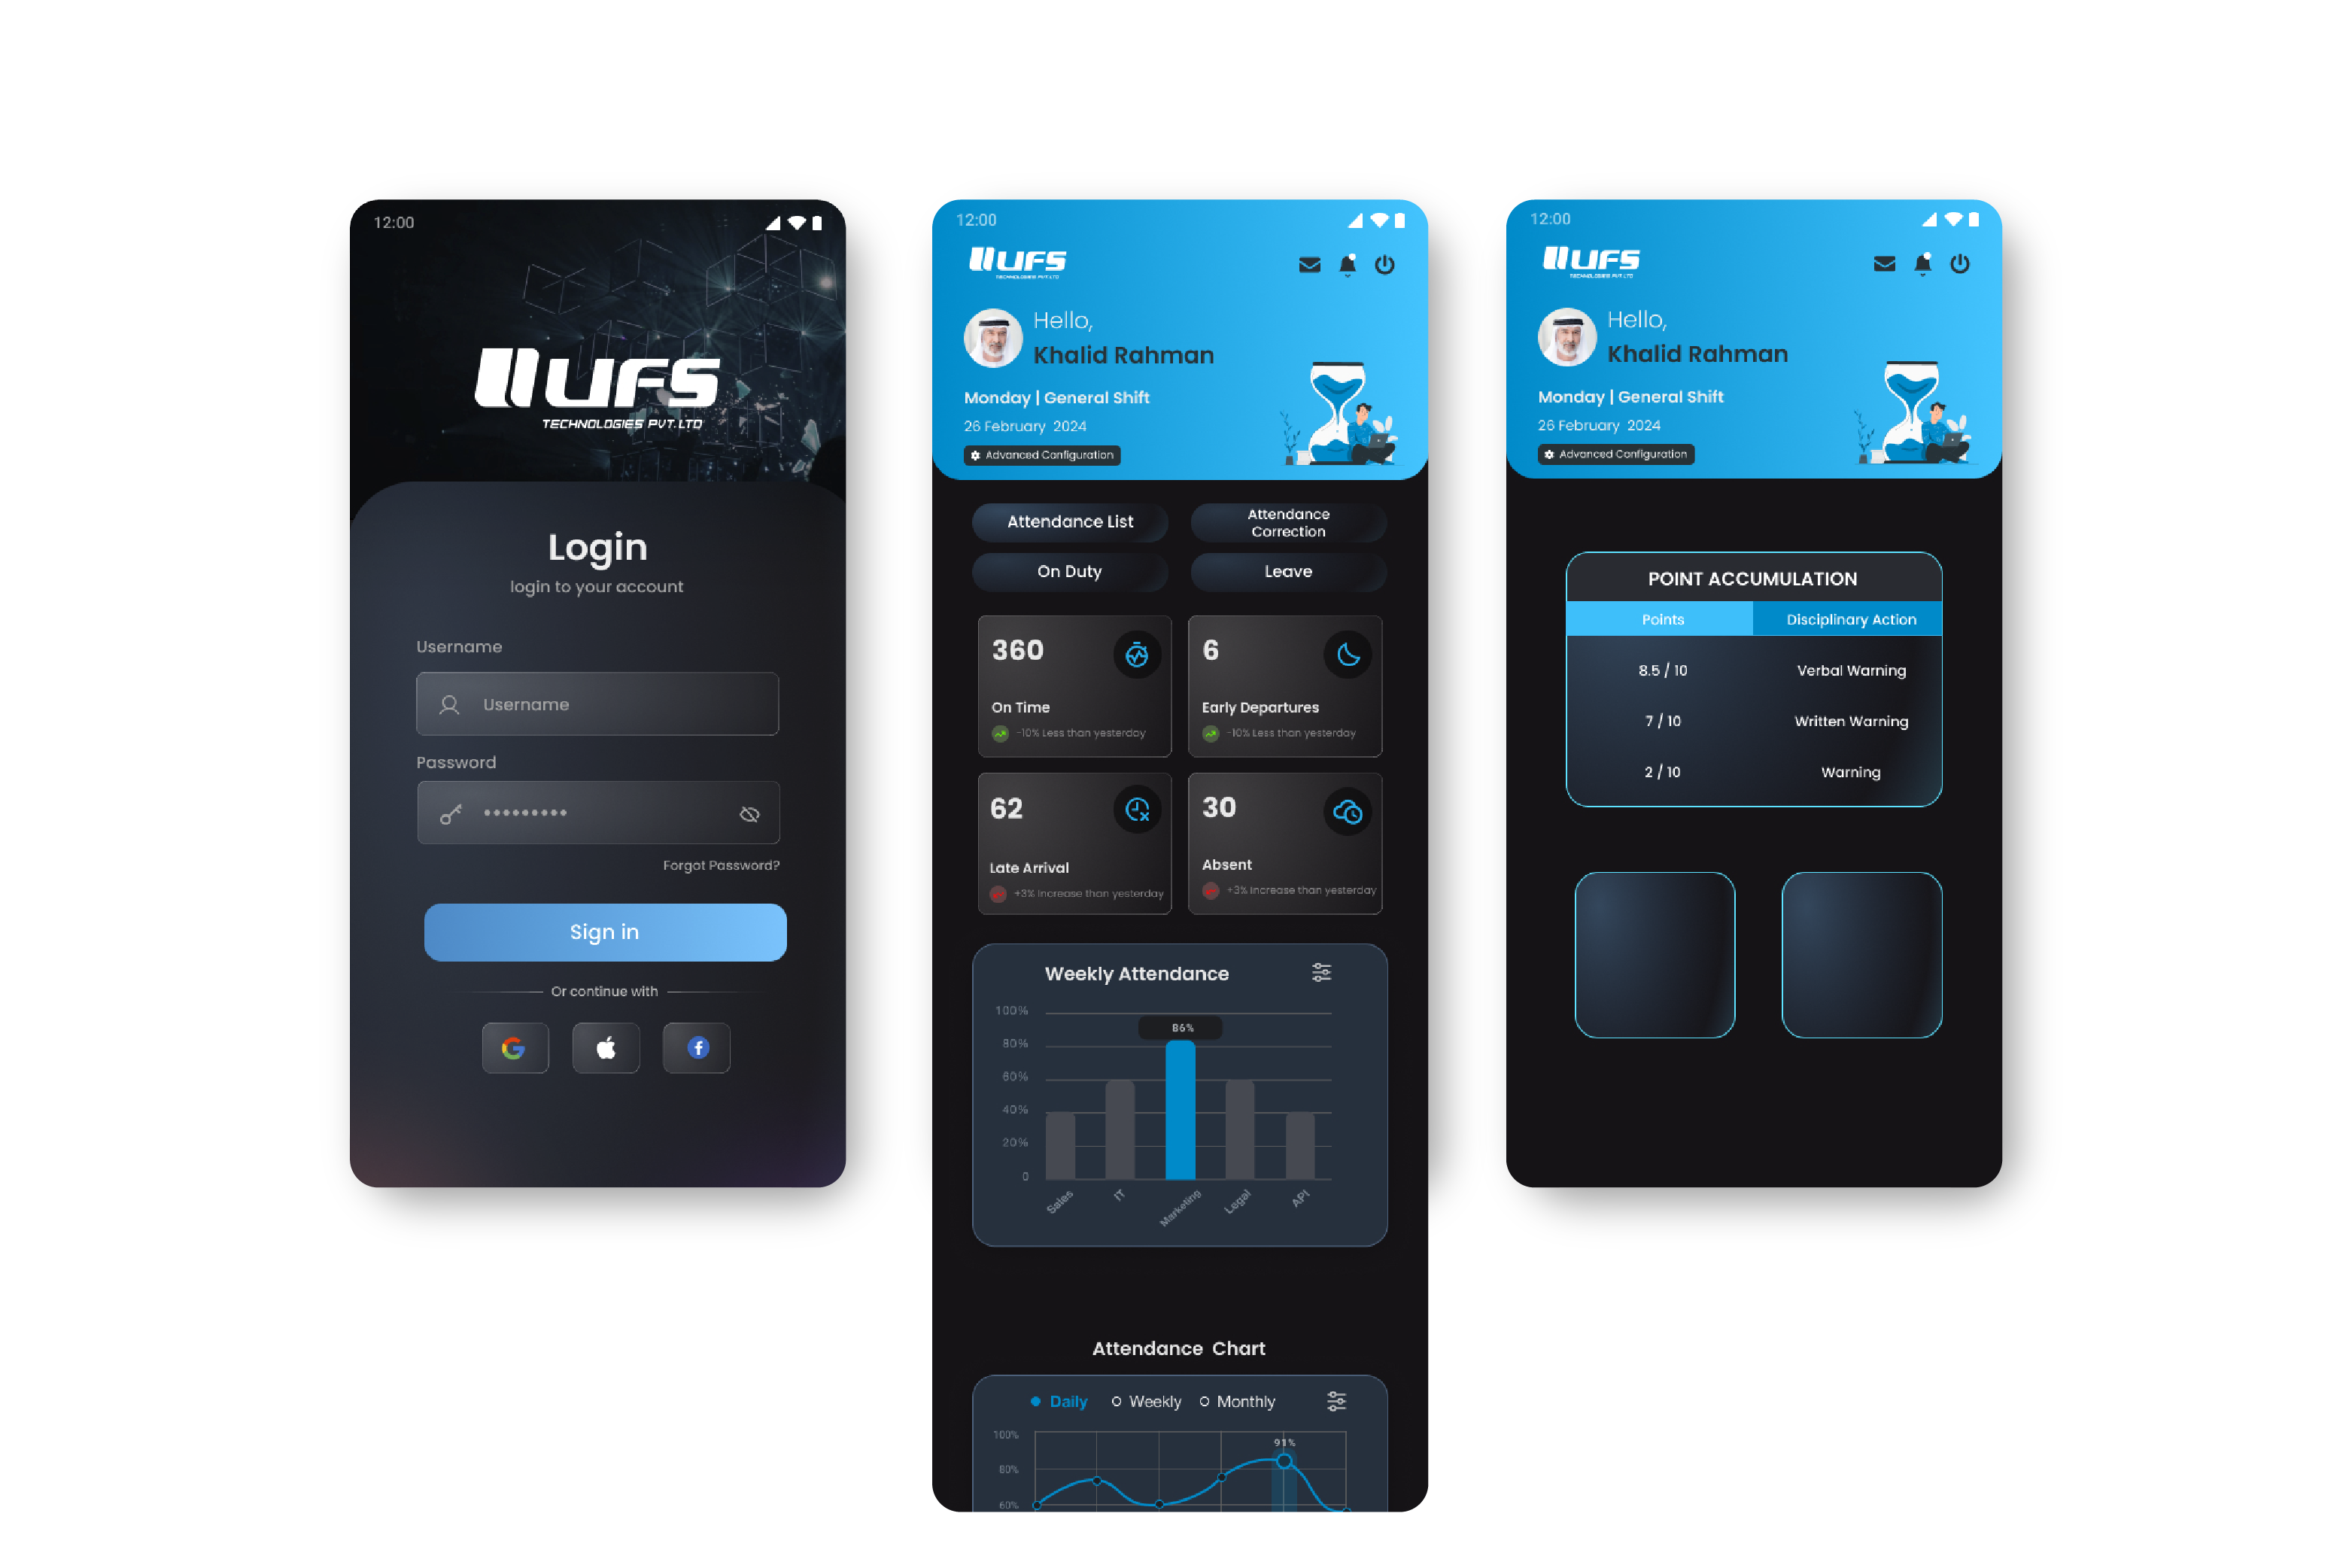 12:00
UFS
TECHNOLOGIES PVT.LTD
Login
login to your account
Username
Username
Password
Forgot Password?
Sign in
Or continue with
12:00
UFS
TECHNOLOGIES PVT.LTD
Hello,
Khalid Rahman
Monday | General Shift
26 February 2024
Advanced Configuration
Attendance List
Attendance
Correction
On Duty
Leave
360
On Time
-10% Less than yesterday
6
Early Departures
-10% Less than yesterday
62
Late Arrival
+3% Increase than yesterday
30
Absent
+3% Increase than yesterday
Weekly Attendance
100%
86%
80%
60%
40%
20%
0
Sales
IT
Marketing
Legal
API
Attendance Chart
Daily
Weekly
Monthly
100%
91%
80%
60%
12:00
UFS
TECHNOLOGIES PVT.LTD
Hello,
Khalid Rahman
Monday | General Shift
26 February 2024
Advanced Configuration
POINT ACCUMULATION
Points Disciplinary Action
8.5 / 10 Verbal Warning
7 / 10 Written Warning
2 / 10 Warning